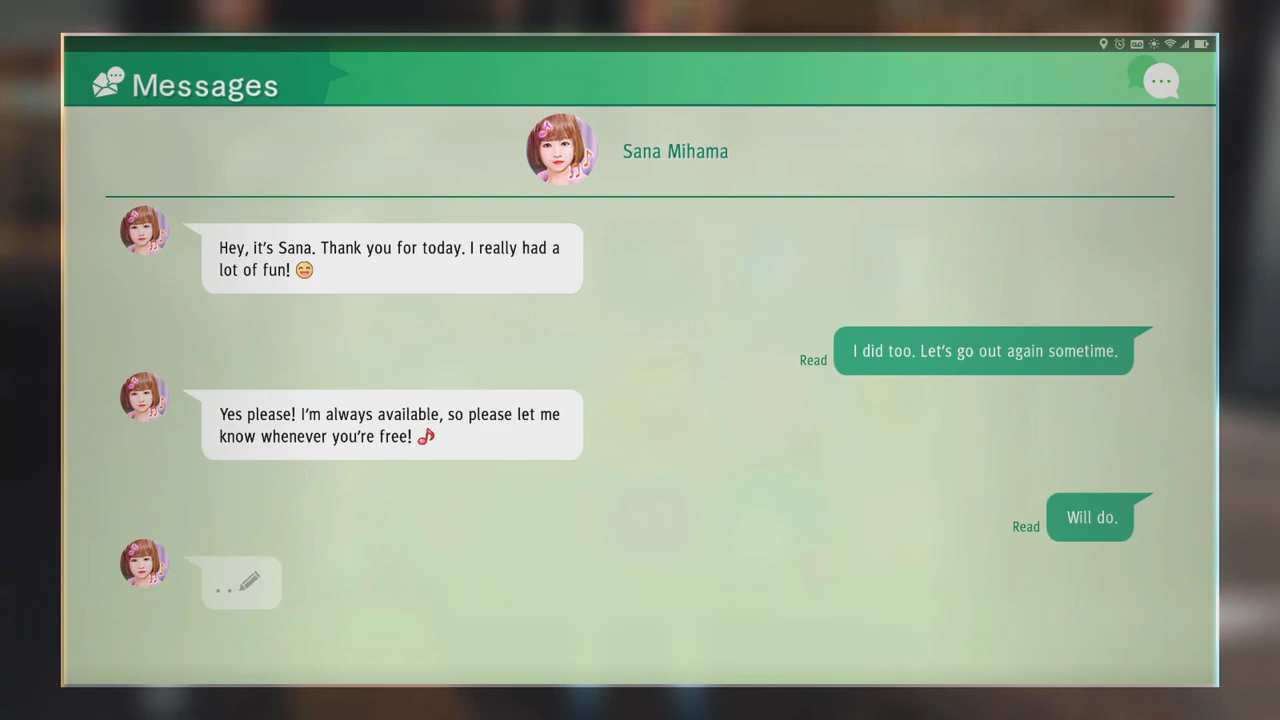 Messages
Sana Mihama
Hey, it's Sana. Thank you for today. I really had a
lot of fun! 😄
I did too. Let's go out again sometime.
Read
Yes please! I'm always available, so please let me
know whenever you're free! 🎵
Will do.
Read